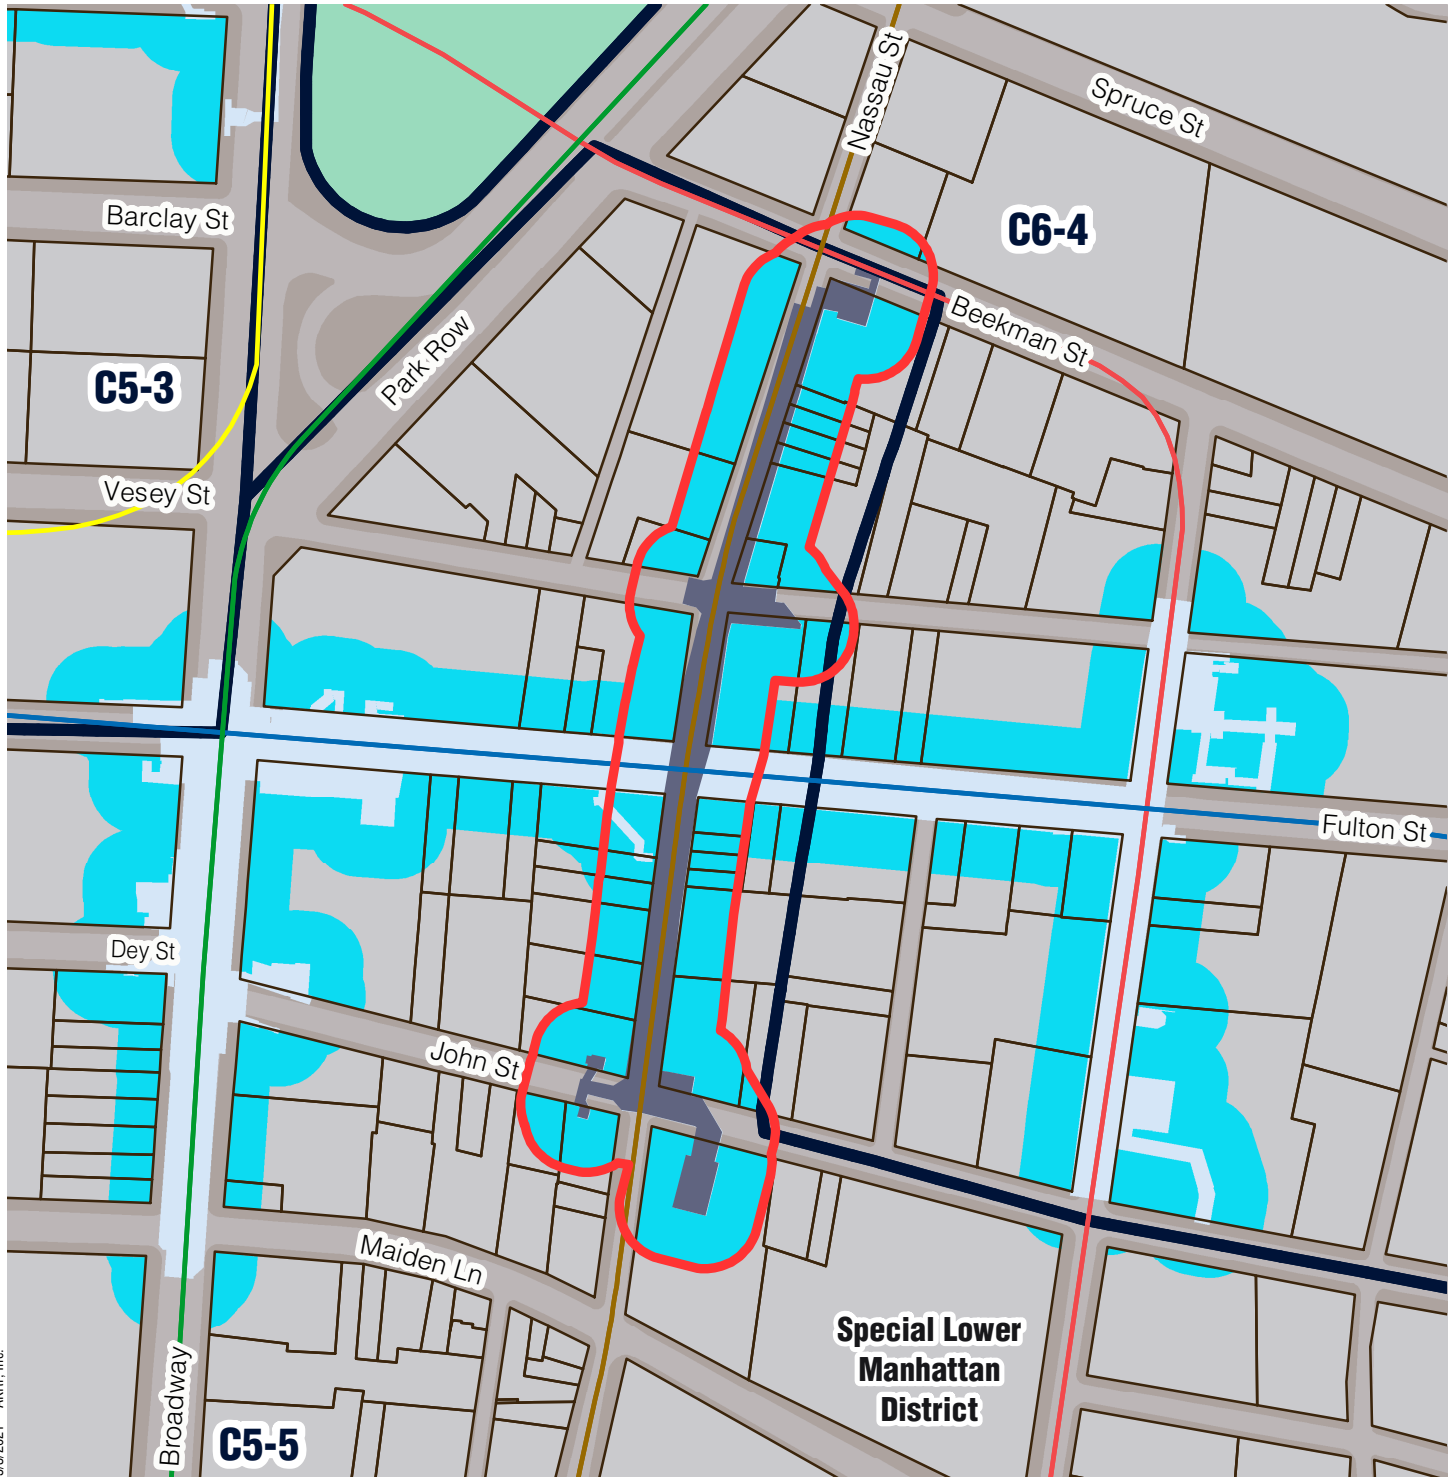 Nassau St
Spruce St
Barclay St
C6-4
Beekman St
Park Row
C5-3
Vesey St
Fulton St
Dey St
John St
Maiden Ln
Special Lower
Manhattan
District
Broadway
C5-5